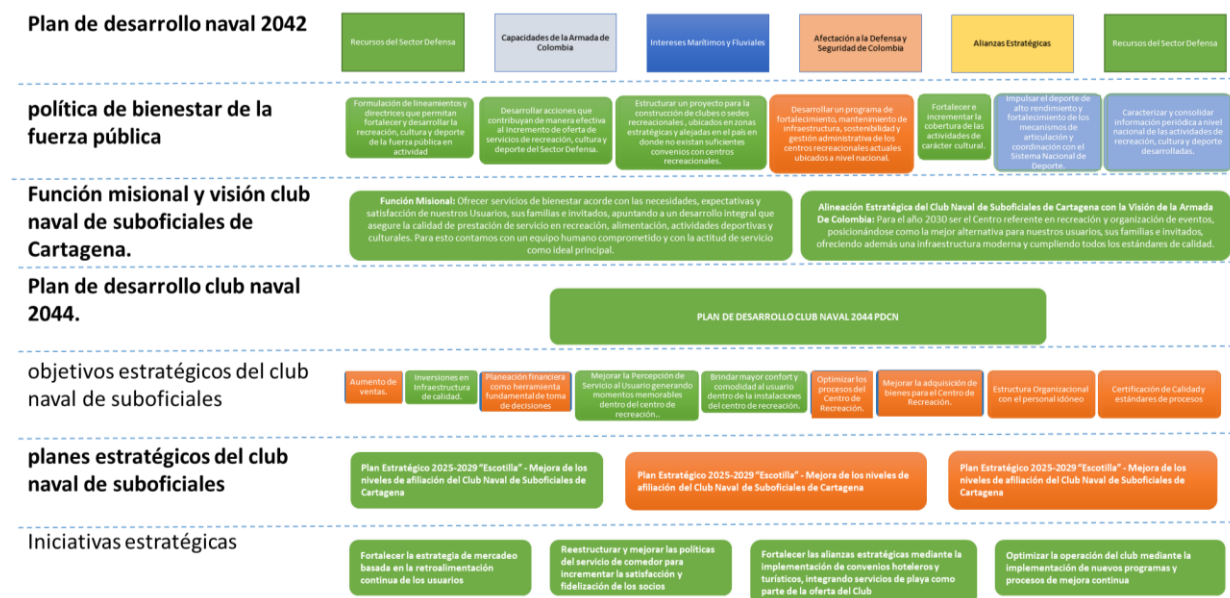 Plan de desarrollo naval 2042
Recursos del Sector Defensa
Capacidades de la Armada de
Colombia
Intereses Marítimos y Fluviales
Afectación a la Defensa y
Seguridad de Colombia
Alianzas Estratégicas
Recursos del Sector Defensa
política de bienestar de la
fuerza pública
Formulación de lineamientos y
directrices que permitan
fortalecer y desarrollar la
recreación, cultura y deporte
de la fuerza pública en
actividad
Desarrollar acciones que
contribuyan de manera efectiva
al incremento de oferta de
servicios de recreación, cultura y
deporte del Sector Defensa.
Estructurar un proyecto para la
construcción de clubes o sedes
recreacionales , ubicados en zonas
estratégicas y alejadas en el país en
donde no existan suficientes
convenios con centros
recreacionales.
Desarrollar un programa de
fortalecimiento, mantenimiento de
infraestructura, sostenibilidad y
gestión administrativa de los
centros recreacionales actuales
ubicados a nivel nacional.
Fortalecer e
incrementar la
cobertura de las
actividades de
carácter cultural.
Impulsar el deporte de
alto rendimiento y
fortalecimiento de los
mecanismos de
articulación y
coordinación con el
Sistema Nacional de
Deporte.
Caracterizar y consolidar
información periódica a nivel
nacional de las actividades de
recreación, cultura y deporte
desarrolladas.
Función misional y visión club
naval de suboficiales de
Cartagena.
Función Misional: Ofrecer servicios de bienestar acorde con las necesidades, expectativas y
satisfacción de nuestros Usuarios, sus familias e invitados, apuntando a un desarrollo integral que
asegure la calidad de prestación de servicio en recreación, alimentación, actividades deportivas y
culturales. Para esto contamos con un equipo humano comprometido y con la actitud de servicio
como ideal principal.
Alineación Estratégica del Club Naval de Suboficiales de Cartagena con la Visión de la Armada
De Colombia: Para el año 2030 ser el Centro referente en recreación y organización de eventos,
posicionándose como la mejor alternativa para nuestros usuarios, sus familias e invitados,
ofreciendo además una infraestructura moderna y cumpliendo todos los estándares de calidad.
Plan de desarrollo club naval
2044.
PLAN DE DESARROLLO CLUB NAVAL 2044 PDCN
objetivos estratégicos del club
naval de suboficiales
Aumento de
ventas.
Inversiones en
Infraestructura
de calidad.
Planeación financiera
como herramienta
fundamental de toma
de decisiones
Mejorar la Percepción de
Servicio al Usuario generando
momentos memorables
dentro del centro de
recreación..
Brindar mayor confort y
comodidad al usuario
dentro de la instalaciones
del centro de recreación.
Optimizar los
procesos del
Centro de
Recreación.
Mejorar la adquisición de
bienes para el Centro de
Recreación.
Estructura Organizacional
con el personal idóneo
Certificación de Calidad y
estándares de procesos
planes estratégicos del club
naval de suboficiales
Plan Estratégico 2025-2029 “Escotilla” - Mejora de los
niveles de afiliación del Club Naval de Suboficiales de
Cartagena
Plan Estratégico 2025-2029 “Escotilla” - Mejora de los niveles de
afiliación del Club Naval de Suboficiales de Cartagena
Plan Estratégico 2025-2029 “Escotilla” - Mejora de los
niveles de afiliación del Club Naval de Suboficiales de
Cartagena
Iniciativas estratégicas
Fortalecer la estrategia de mercadeo
basada en la retroalimentación
continua de los usuarios
Reestructurar y mejorar las políticas
del servicio de comedor para
incrementar la satisfacción y
fidelización de los socios
Fortalecer las alianzas estratégicas mediante la
implementación de convenios hoteleros y
turísticos, integrando servicios de playa como
parte de la oferta del Club
Optimizar la operación del club mediante la
implementación de nuevos programas y
procesos de mejora continua